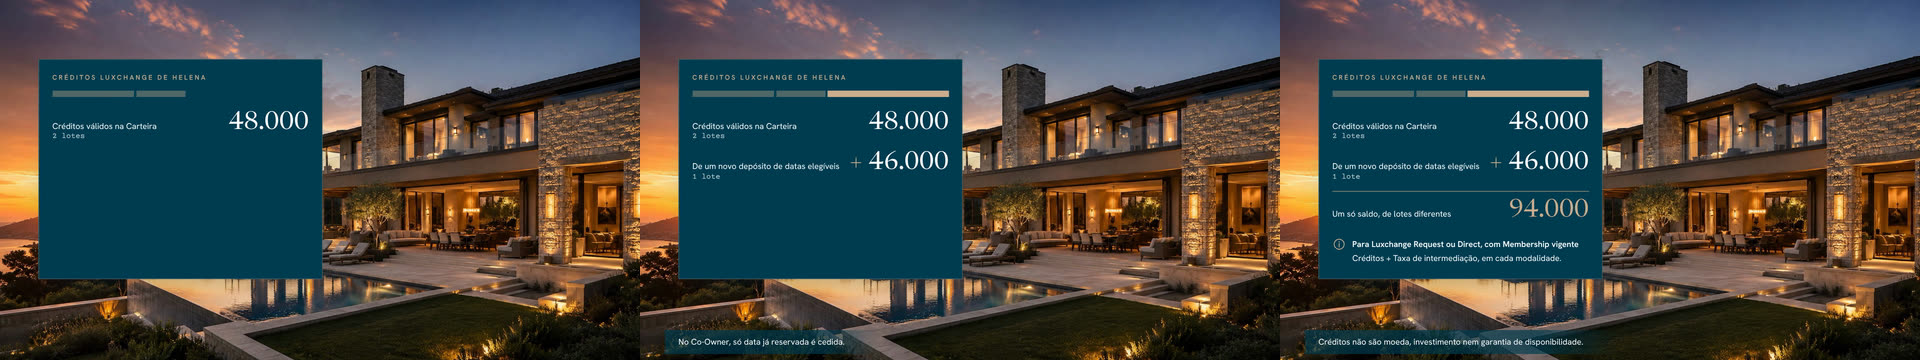 CRÉDITOS LUXCHANGE DE HELENA
Créditos válidos na Carteira 48.000
2 lotes
CRÉDITOS LUXCHANGE DE HELENA
Créditos válidos na Carteira 48.000
2 lotes
De um novo depósito de datas elegíveis + 46.000
1 lote
No Co-Owner, só data já reservada é cedida.
CRÉDITOS LUXCHANGE DE HELENA
Créditos válidos na Carteira 48.000
2 lotes
De um novo depósito de datas elegíveis + 46.000
1 lote
Um só saldo, de lotes diferentes 94.000
Para Luxchange Request ou Direct, com Membership vigente
Créditos + Taxa de intermediação, em cada modalidade.
Créditos não são moeda, investimento nem garantia de disponibilidade.